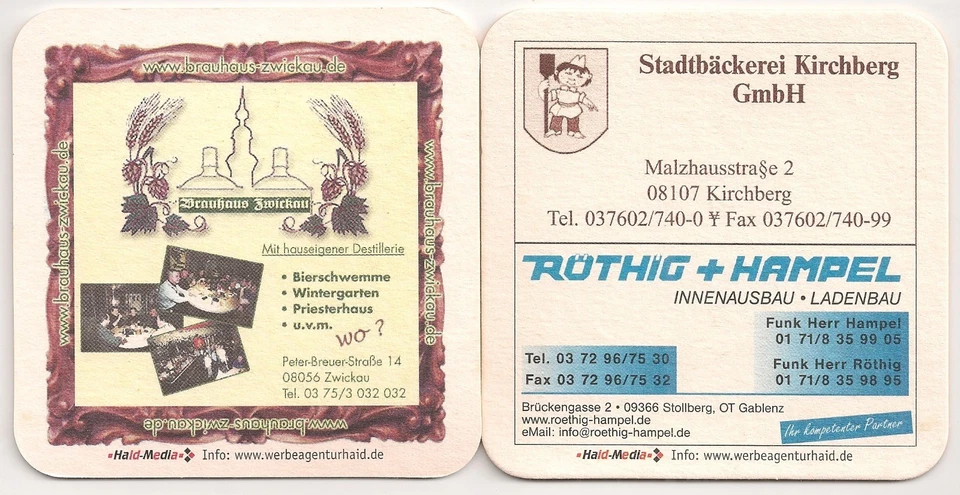 www.brauhaus-zwickau.de
www.brauhaus-zwickau.de
www.brauhaus-zwickau.de
Brauhaus Zwickau
Mit hauseigener Destillerie
• Bierschwemme
• Wintergarten
• Priesterhaus
• u.v.m.
wo?
Peter-Breuer-Straße 14
08056 Zwickau
Tel. 03 75/3 032 032
www.brauhaus-zwickau.de
Hald-Media Info: www.werbeagenturhaid.de
Stadtbäckerei Kirchberg
GmbH
Malzhausstra§e 2
08107 Kirchberg
Tel. 037602/740-0 ¥ Fax 037602/740-99
RÖTHIG + HAMPEL
INNENAUSBAU • LADENBAU
Funk Herr Hampel
01 71/8 35 99 05
Tel. 03 72 96/75 30
Fax 03 72 96/75 32
Funk Herr Röthig
01 71/8 35 98 95
Brückengasse 2 • 09366 Stollberg, OT Gablenz
www.roethig-hampel.de
eMail: info@roethig-hampel.de
Ihr kompetenter Partner
Hald-Media Info: www.werbeagenturhaid.de